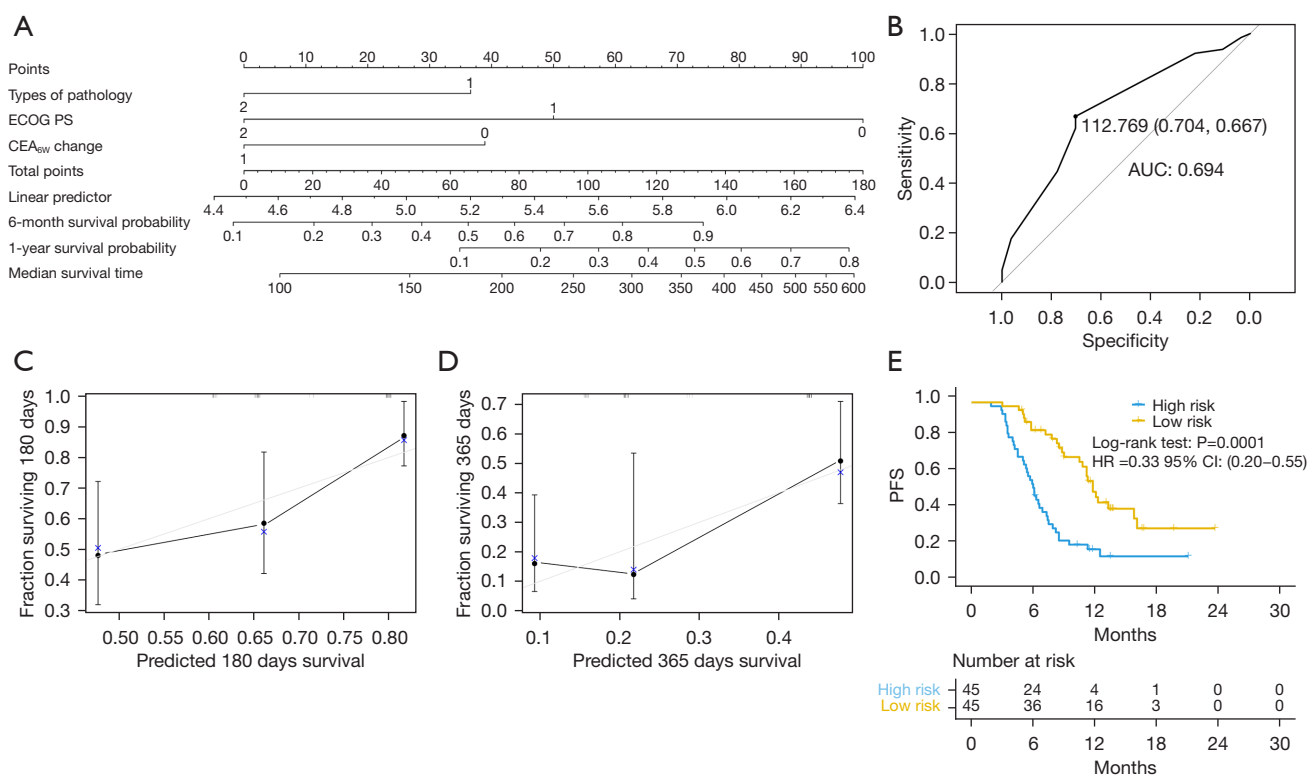 A
Points
0 10 20 30 40 50 60 70 80 90 100
Types of pathology
2 1
ECOG PS
2 1 0
CEA6W change
1 0
Total points
0 20 40 60 80 100 120 140 160 180
Linear predictor
4.4 4.6 4.8 5.0 5.2 5.4 5.6 5.8 6.0 6.2 6.4
6-month survival probability
0.1 0.2 0.3 0.4 0.5 0.6 0.7 0.8 0.9
1-year survival probability
0.1 0.2 0.3 0.4 0.5 0.6 0.7 0.8
Median survival time
100 150 200 250 300 350 400 450 500 550 600
B
Sensitivity
1.0
0.8
0.6
0.4
0.2
0.0
112.769 (0.704, 0.667)
AUC: 0.694
1.0 0.8 0.6 0.4 0.2 0.0
Specificity
C
Fraction surviving 180 days
1.0
0.9
0.8
0.7
0.6
0.5
0.4
0.3
0.50 0.55 0.60 0.65 0.70 0.75 0.80
Predicted 180 days survival
D
Fraction surviving 365 days
0.7
0.6
0.5
0.4
0.3
0.2
0.1
0.0
0.1 0.2 0.3 0.4
Predicted 365 days survival
E
PFS
1.0
0.8
0.6
0.4
0.2
0.0
High risk
Low risk
Log-rank test: P=0.0001
HR =0.33 95% CI: (0.20−0.55)
0 6 12 18 24 30
Months
Number at risk
High risk 45 24 4 1 0 0
Low risk 45 36 16 3 0 0
0 6 12 18 24 30
Months